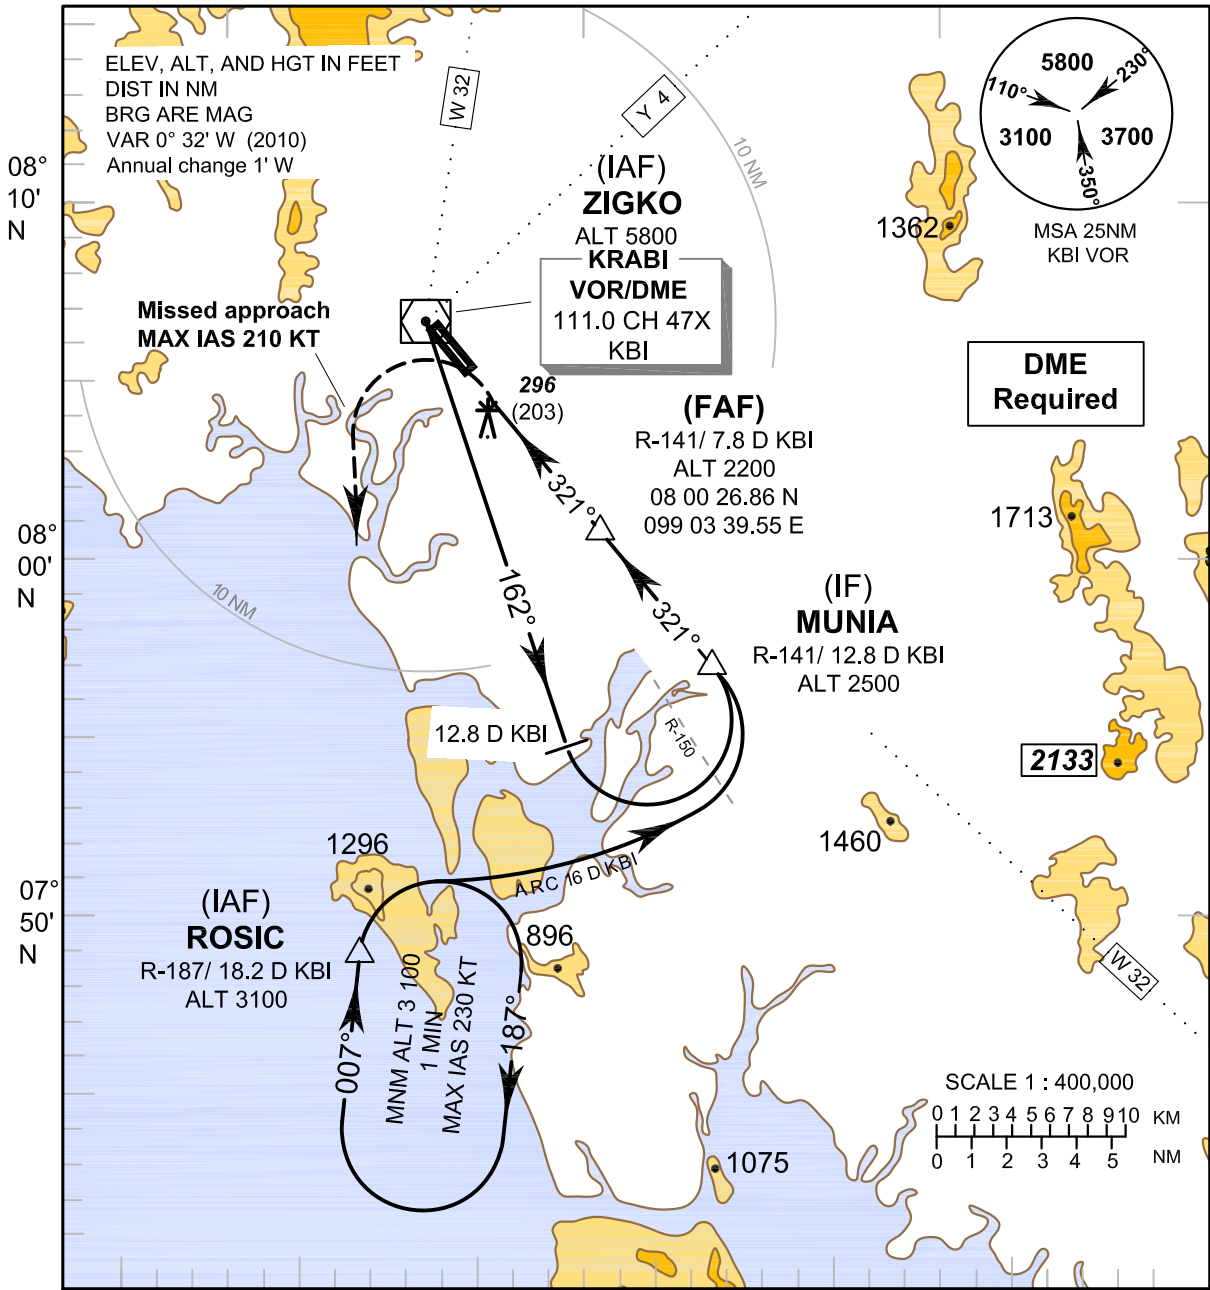 ELEV, ALT, AND HGT IN FEET
DIST IN NM
BRG ARE MAG
VAR 0° 32' W (2010)
Annual change 1' W
W 32
Y 4
10 NM
5800
110°
230°
3100
3700
350°
MSA 25NM
KBI VOR
08°
10'
N
(IAF)
ZIGKO
ALT 5800
KRABI
VOR/DME
111.0 CH 47X
KBI
1362
Missed approach
MAX IAS 210 KT
296
(203)
DME
Required
(FAF)
R-141/ 7.8 D KBI
ALT 2200
08 00 26.86 N
099 03 39.55 E
321°
1713
08°
00'
N
10 NM
162°
321°
(IF)
MUNIA
R-141/ 12.8 D KBI
ALT 2500
12.8 D KBI
R-150
2133
1460
1296
ARC 16 D KBI
07°
50'
N
(IAF)
ROSIC
R-187/ 18.2 D KBI
ALT 3100
896
W 32
007°
MNM ALT 3 100
1 MIN
MAX IAS 230 KT
187°
SCALE 1 : 400,000
0 1 2 3 4 5 6 7 8 9 10 KM
0 1 2 3 4 5 NM
1075